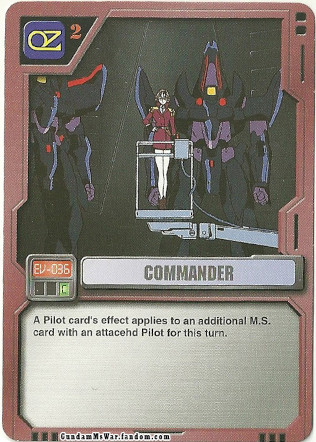 OZ 2
EV-036
C
COMMANDER
A Pilot card's effect applies to an additional M.S.
card with an attacehd Pilot for this turn.
GundamMsWar.fandom.com